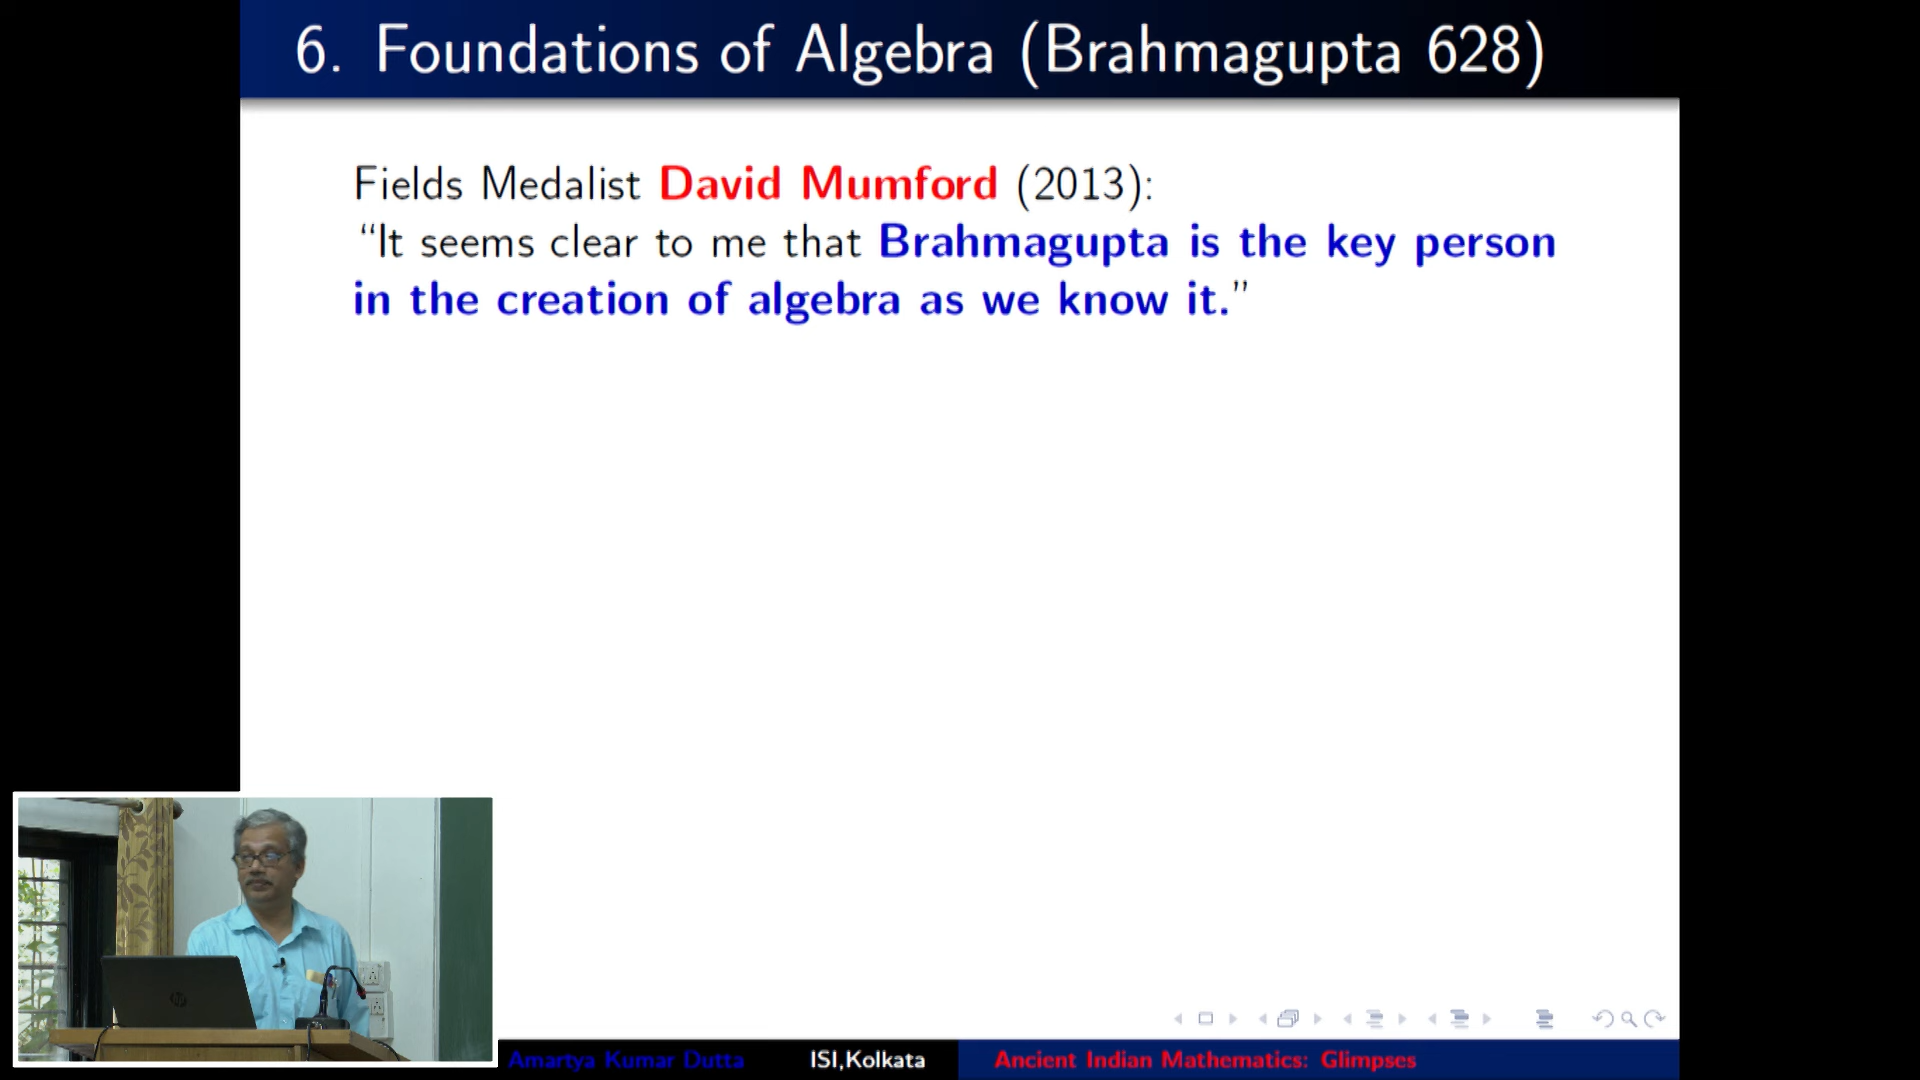 6. Foundations of Algebra (Brahmagupta 628)
Fields Medalist David Mumford (2013):
“It seems clear to me that Brahmagupta is the key person
in the creation of algebra as we know it.”
Amartya Kumar Dutta ISI,Kolkata Ancient Indian Mathematics: Glimpses